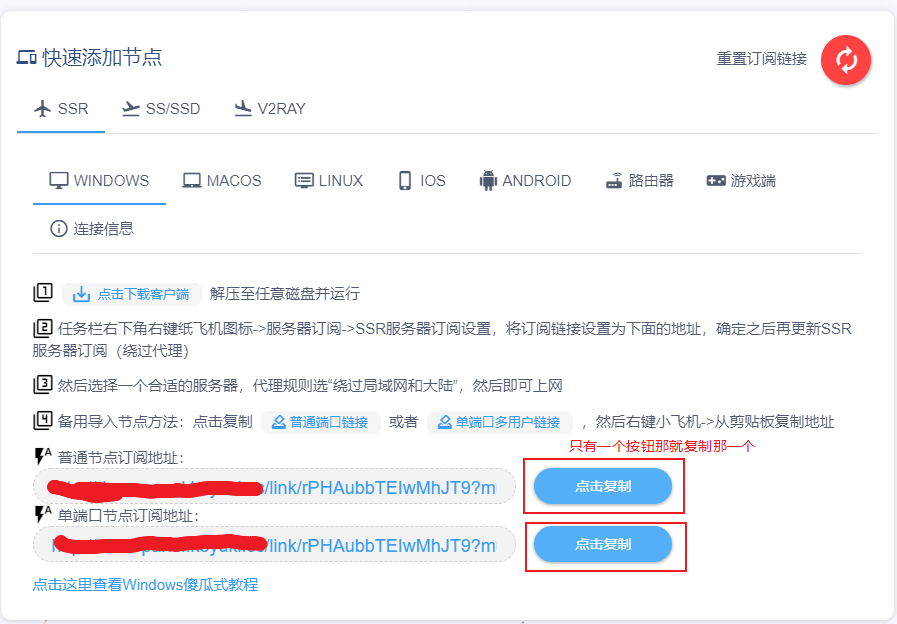 快速添加节点
重置订阅链接
SSR SS/SSD V2RAY
WINDOWS MACOS LINUX IOS ANDROID 路由器 游戏端
连接信息
1 点击下载客户端 解压至任意磁盘并运行
2 任务栏右下角右键纸飞机图标->服务器订阅->SSR服务器订阅设置，将订阅链接设置为下面的地址，确定之后再更新SSR
服务器订阅（绕过代理）
3 然后选择一个合适的服务器，代理规则选“绕过局域网和大陆”，然后即可上网
4 备用导入节点方法：点击复制 普通端口链接 或者 单端口多用户链接 ，然后右键小飞机->从剪贴板复制地址
只有一个按钮那就复制那一个
A 普通节点订阅地址：
/link/rPHAubbTEIwMhJT9?m 点击复制
A 单端口节点订阅地址：
/link/rPHAubbTEIwMhJT9?m 点击复制
点击这里查看Windows傻瓜式教程